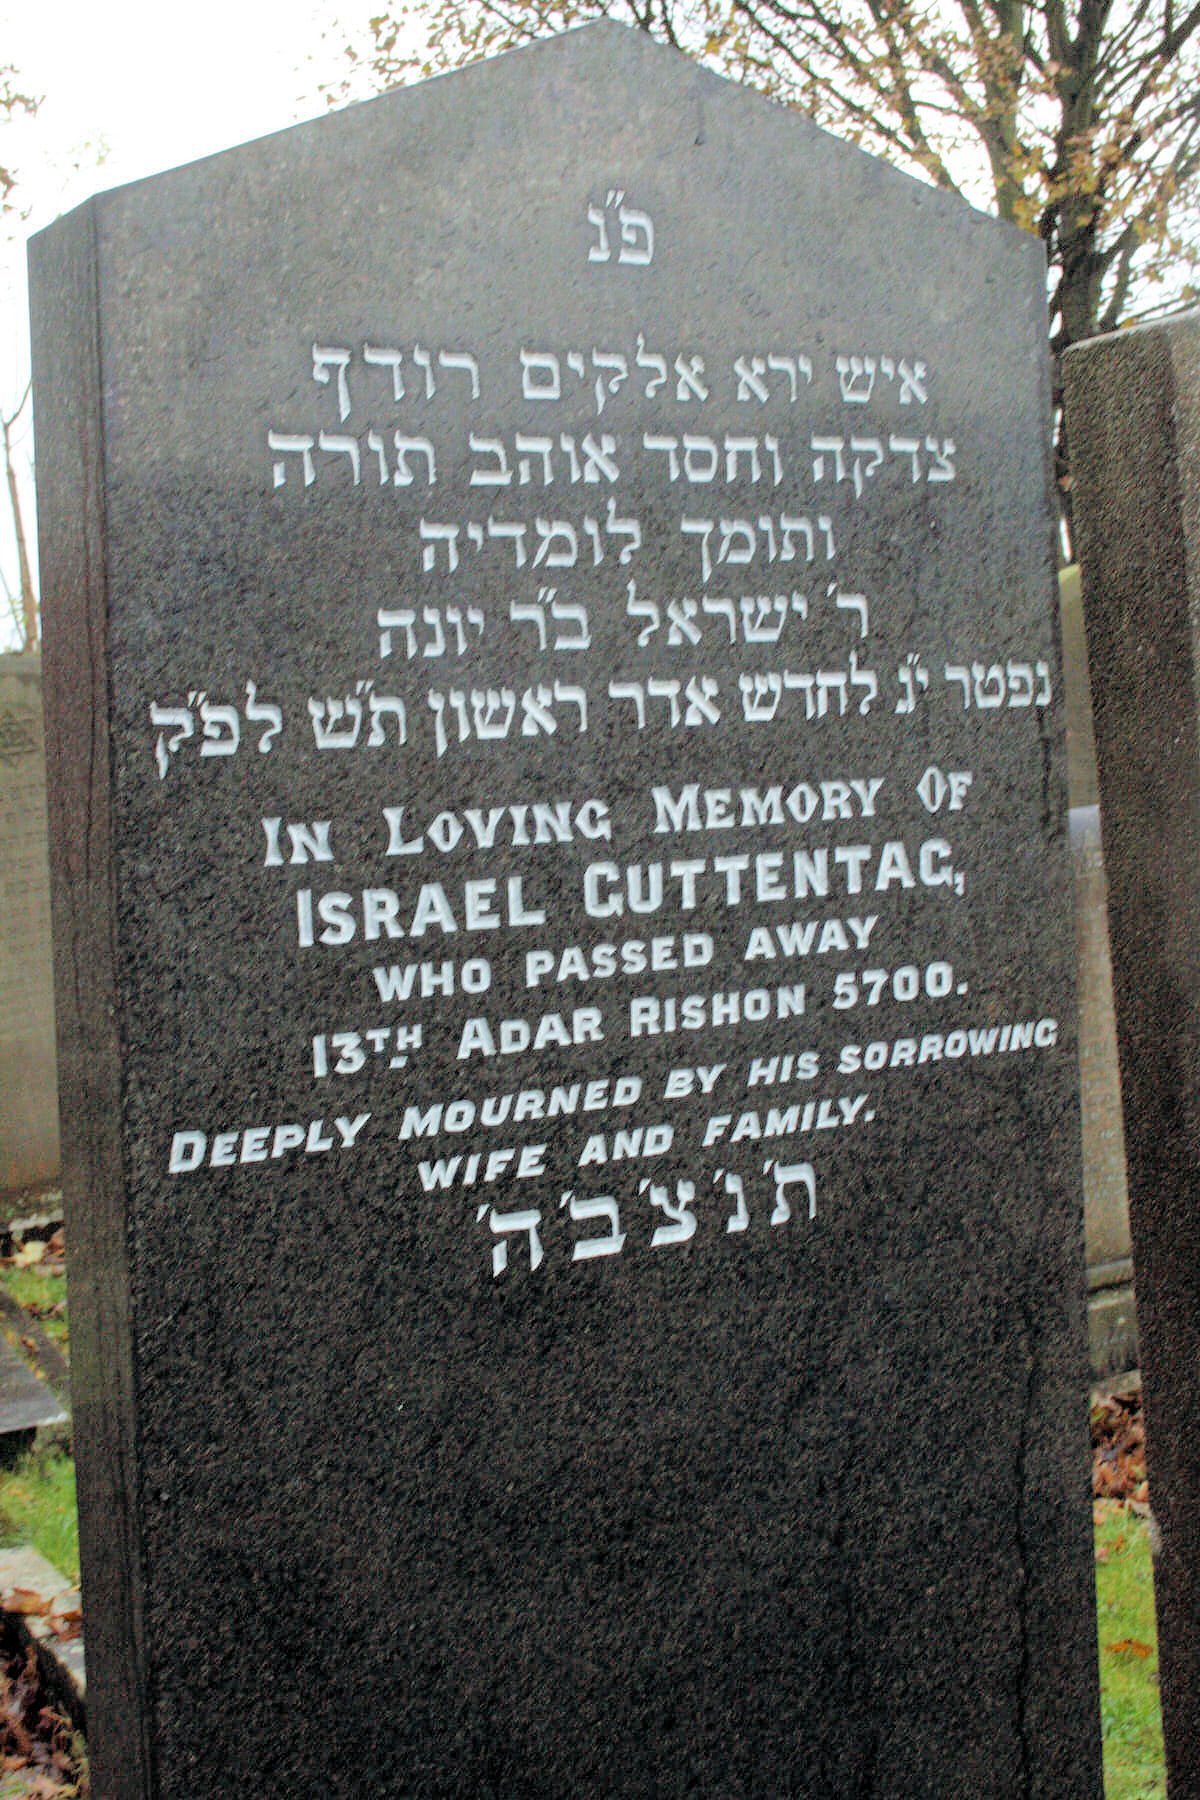 פ"נ
איש ירא אלקים רודף
צדקה וחסד אוהב תורה
ותומך לומדיה
ר' ישראל ב"ר יונה
נפטר י"ג לחדש אדר ראשון ת"ש לפ"ק
IN LOVING MEMORY OF
ISRAEL GUTTENTAG,
WHO PASSED AWAY
13TH ADAR RISHON 5700.
DEEPLY MOURNED BY HIS SORROWING
WIFE AND FAMILY.
ת'נ'צ'ב'ה'